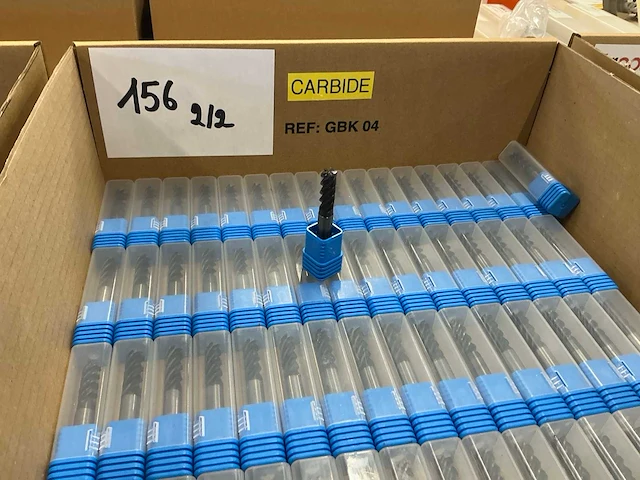 156 2/2
CARBIDE
REF: GBK 04